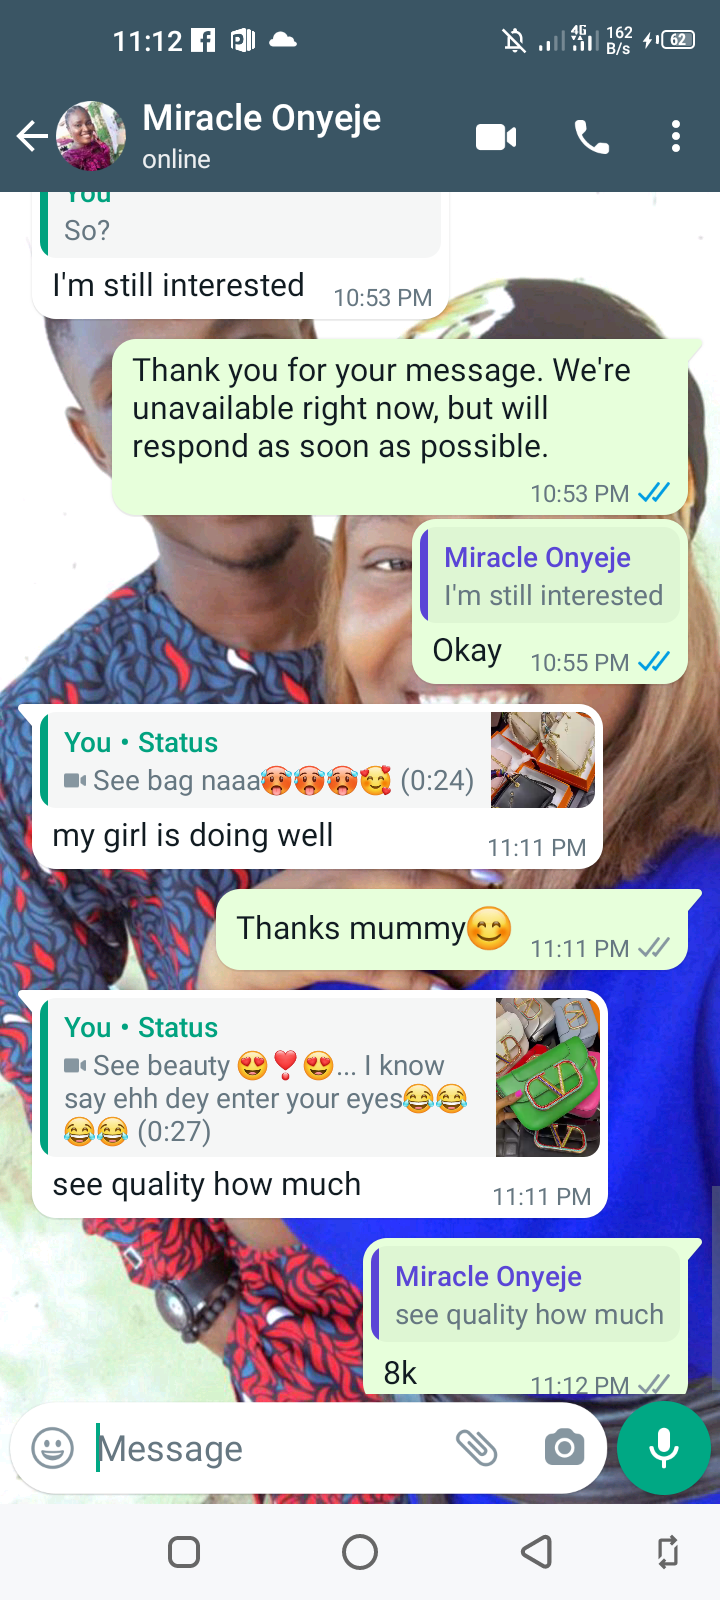 11:12
4G
162
B/s
62
Miracle Onyeje
online
You
So?
I'm still interested
10:53 PM
Thank you for your message. We're
unavailable right now, but will
respond as soon as possible.
10:53 PM
Miracle Onyeje
I'm still interested
Okay
10:55 PM
You • Status
See bag naaa🥵🥵🥵🥰 (0:24)
my girl is doing well
11:11 PM
Thanks mummy😊
11:11 PM
You • Status
See beauty 😍❣️😍... I know
say ehh dey enter your eyes😂😂
😂😂 (0:27)
see quality how much
11:11 PM
Miracle Onyeje
see quality how much
8k
11:12 PM
Message